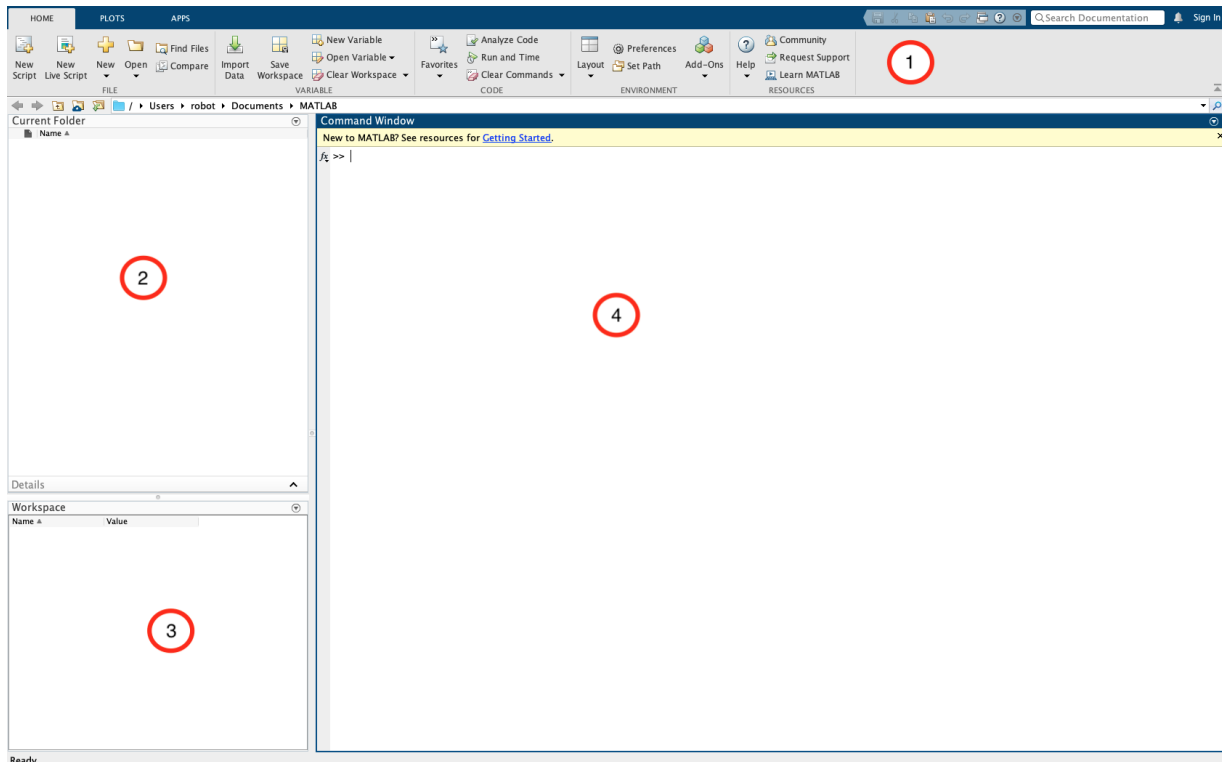 HOME PLOTS APPS
Search Documentation Sign In
New Script
New Live Script
New
Open
Find Files
Compare
FILE
Import Data
Save Workspace
New Variable
Open Variable
Clear Workspace
VARIABLE
Favorites
Analyze Code
Run and Time
Clear Commands
CODE
Layout
Preferences
Set Path
Add-Ons
ENVIRONMENT
Help
Community
Request Support
Learn MATLAB
RESOURCES
1
/ Users robot Documents MATLAB
Current Folder
Name
2
Details
Workspace
Name Value
3
Command Window
New to MATLAB? See resources for Getting Started.
fx >>
4
Ready